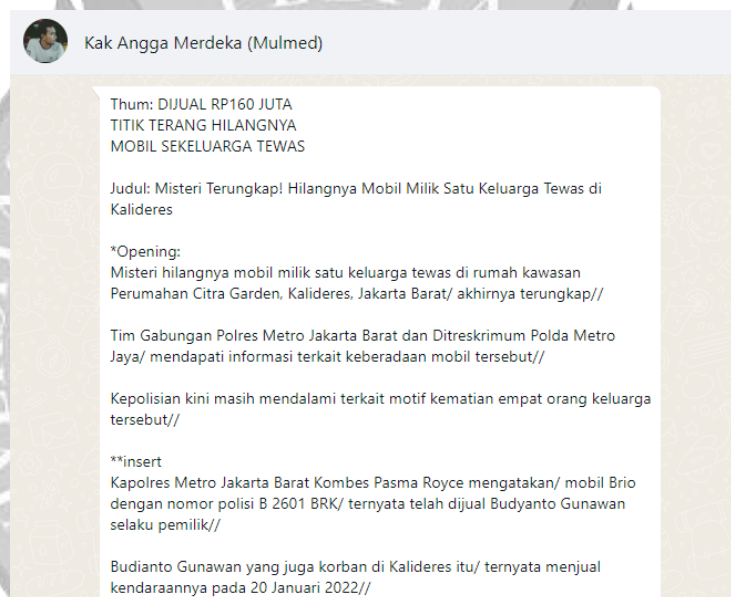 Kak Angga Merdeka (Mulmed)
Thum: DIJUAL RP160 JUTA
TITIK TERANG HILANGNYA
MOBIL SEKELUARGA TEWAS
Judul: Misteri Terungkap! Hilangnya Mobil Milik Satu Keluarga Tewas di
Kalideres
*Opening:
Misteri hilangnya mobil milik satu keluarga tewas di rumah kawasan
Perumahan Citra Garden, Kalideres, Jakarta Barat/ akhirnya terungkap//
Tim Gabungan Polres Metro Jakarta Barat dan Ditreskrimum Polda Metro
Jaya/ mendapati informasi terkait keberadaan mobil tersebut//
Kepolisian kini masih mendalami terkait motif kematian empat orang keluarga
tersebut//
**insert
Kapolres Metro Jakarta Barat Kombes Pasma Royce mengatakan/ mobil Brio
dengan nomor polisi B 2601 BRK/ ternyata telah dijual Budyanto Gunawan
selaku pemilik//
Budianto Gunawan yang juga korban di Kalideres itu/ ternyata menjual
kendaraannya pada 20 Januari 2022//